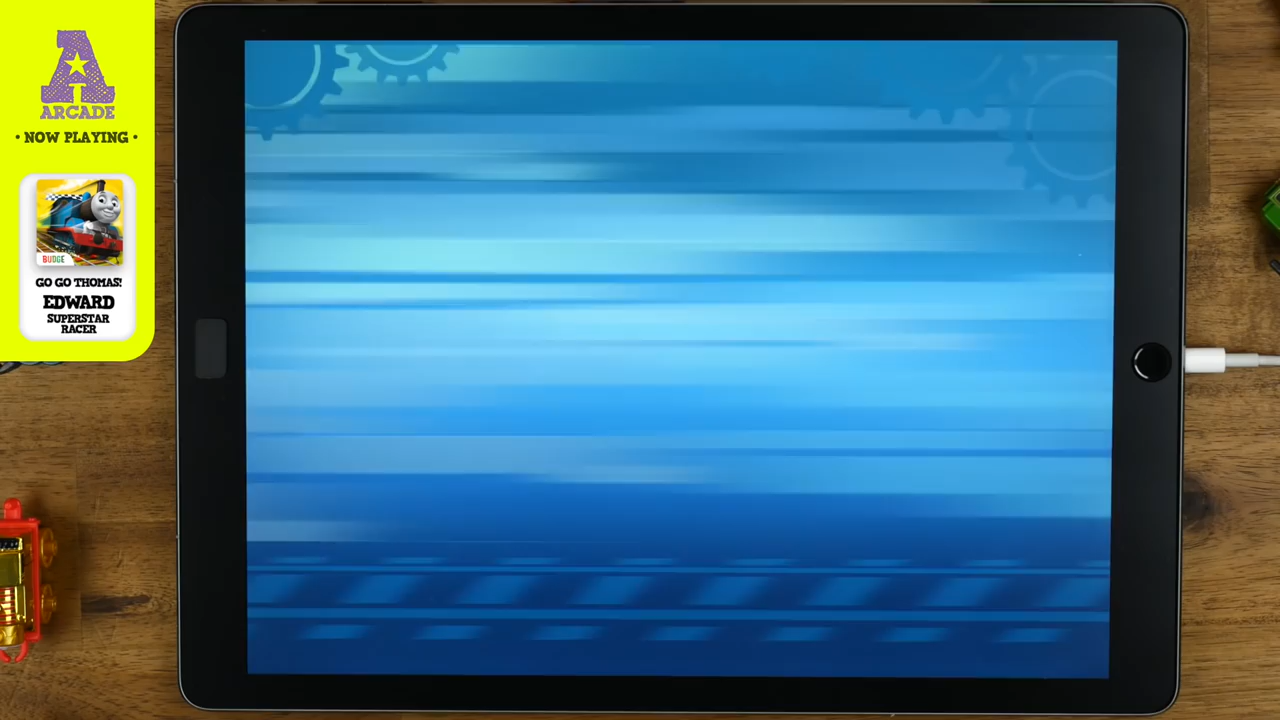 A
ARCADE
• NOW PLAYING •
BUDGE
GO GO THOMAS!
EDWARD
SUPERSTAR
RACER